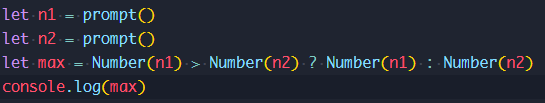 let n1 = prompt()
let n2 = prompt()
let max = Number(n1) > Number(n2) ? Number(n1) : Number(n2)
console.log(max)